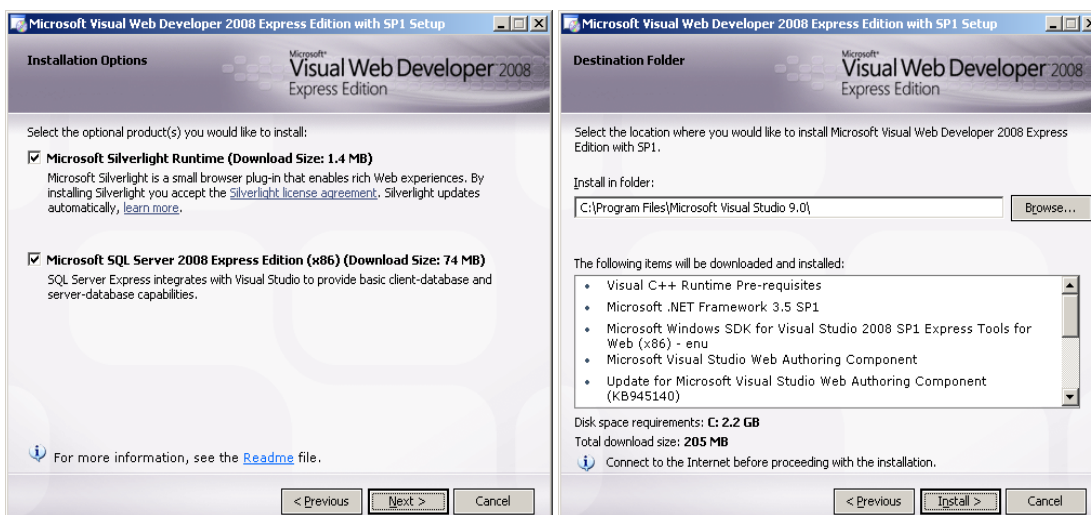 Microsoft Visual Web Developer 2008 Express Edition with SP1 Setup
Installation Options
Microsoft®
Visual Web Developer 2008
Express Edition
Select the optional product(s) you would like to install:
Microsoft Silverlight Runtime (Download Size: 1.4 MB)
Microsoft Silverlight is a small browser plug-in that enables rich Web experiences. By
installing Silverlight you accept the Silverlight license agreement. Silverlight updates
automatically, learn more.
Microsoft SQL Server 2008 Express Edition (x86) (Download Size: 74 MB)
SQL Server Express integrates with Visual Studio to provide basic client-database and
server-database capabilities.
For more information, see the Readme file.
< Previous
Next >
Cancel
Microsoft Visual Web Developer 2008 Express Edition with SP1 Setup
Destination Folder
Microsoft®
Visual Web Developer 2008
Express Edition
Select the location where you would like to install Microsoft Visual Web Developer 2008 Express
Edition with SP1.
Install in folder:
C:\Program Files\Microsoft Visual Studio 9.0\
Browse...
The following items will be downloaded and installed:
• Visual C++ Runtime Pre-requisites
• Microsoft .NET Framework 3.5 SP1
• Microsoft Windows SDK for Visual Studio 2008 SP1 Express Tools for
Web (x86) - enu
• Microsoft Visual Studio Web Authoring Component
• Update for Microsoft Visual Studio Web Authoring Component
(KB945140)
Disk space requirements: C: 2.2 GB
Total download size: 205 MB
Connect to the Internet before proceeding with the installation.
< Previous
Install >
Cancel